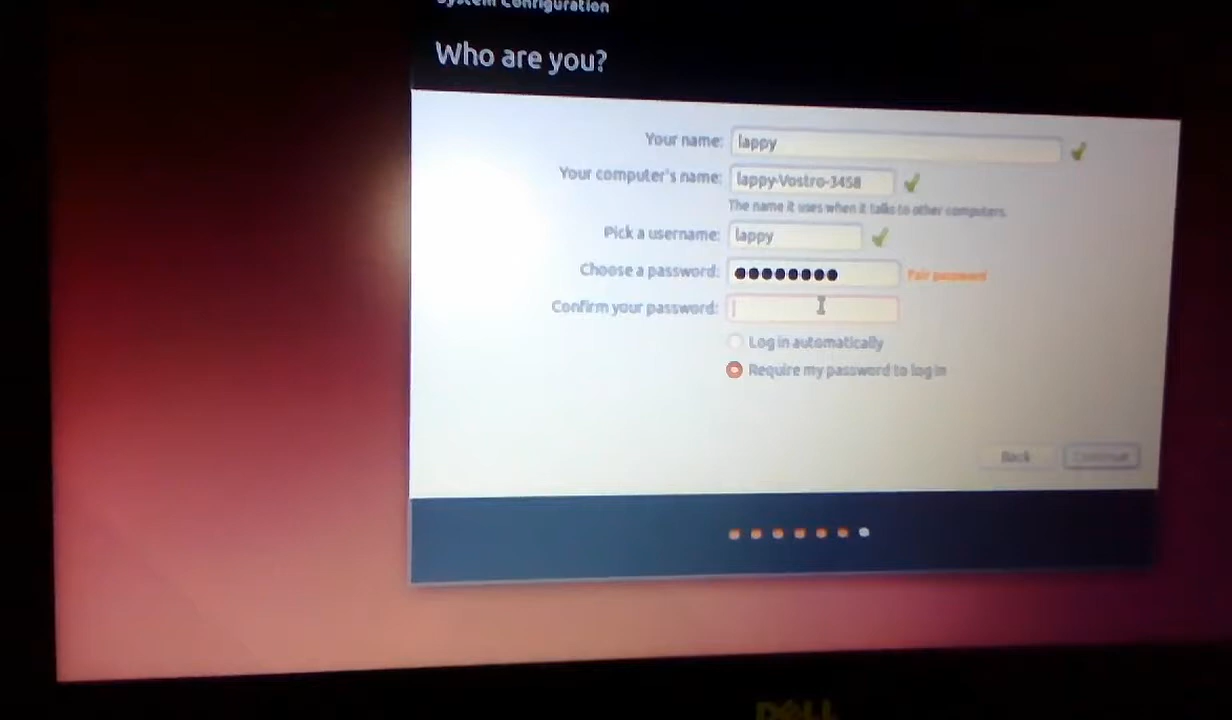 System Configuration
Who are you?
Your name: lappy
Your computer's name: lappy-Vostro-3458
The name it uses when it talks to other computers.
Pick a username: lappy
Choose a password: ●●●●●●●● Fair password
Confirm your password:
Log in automatically
Require my password to log in
Back Continue
DELL